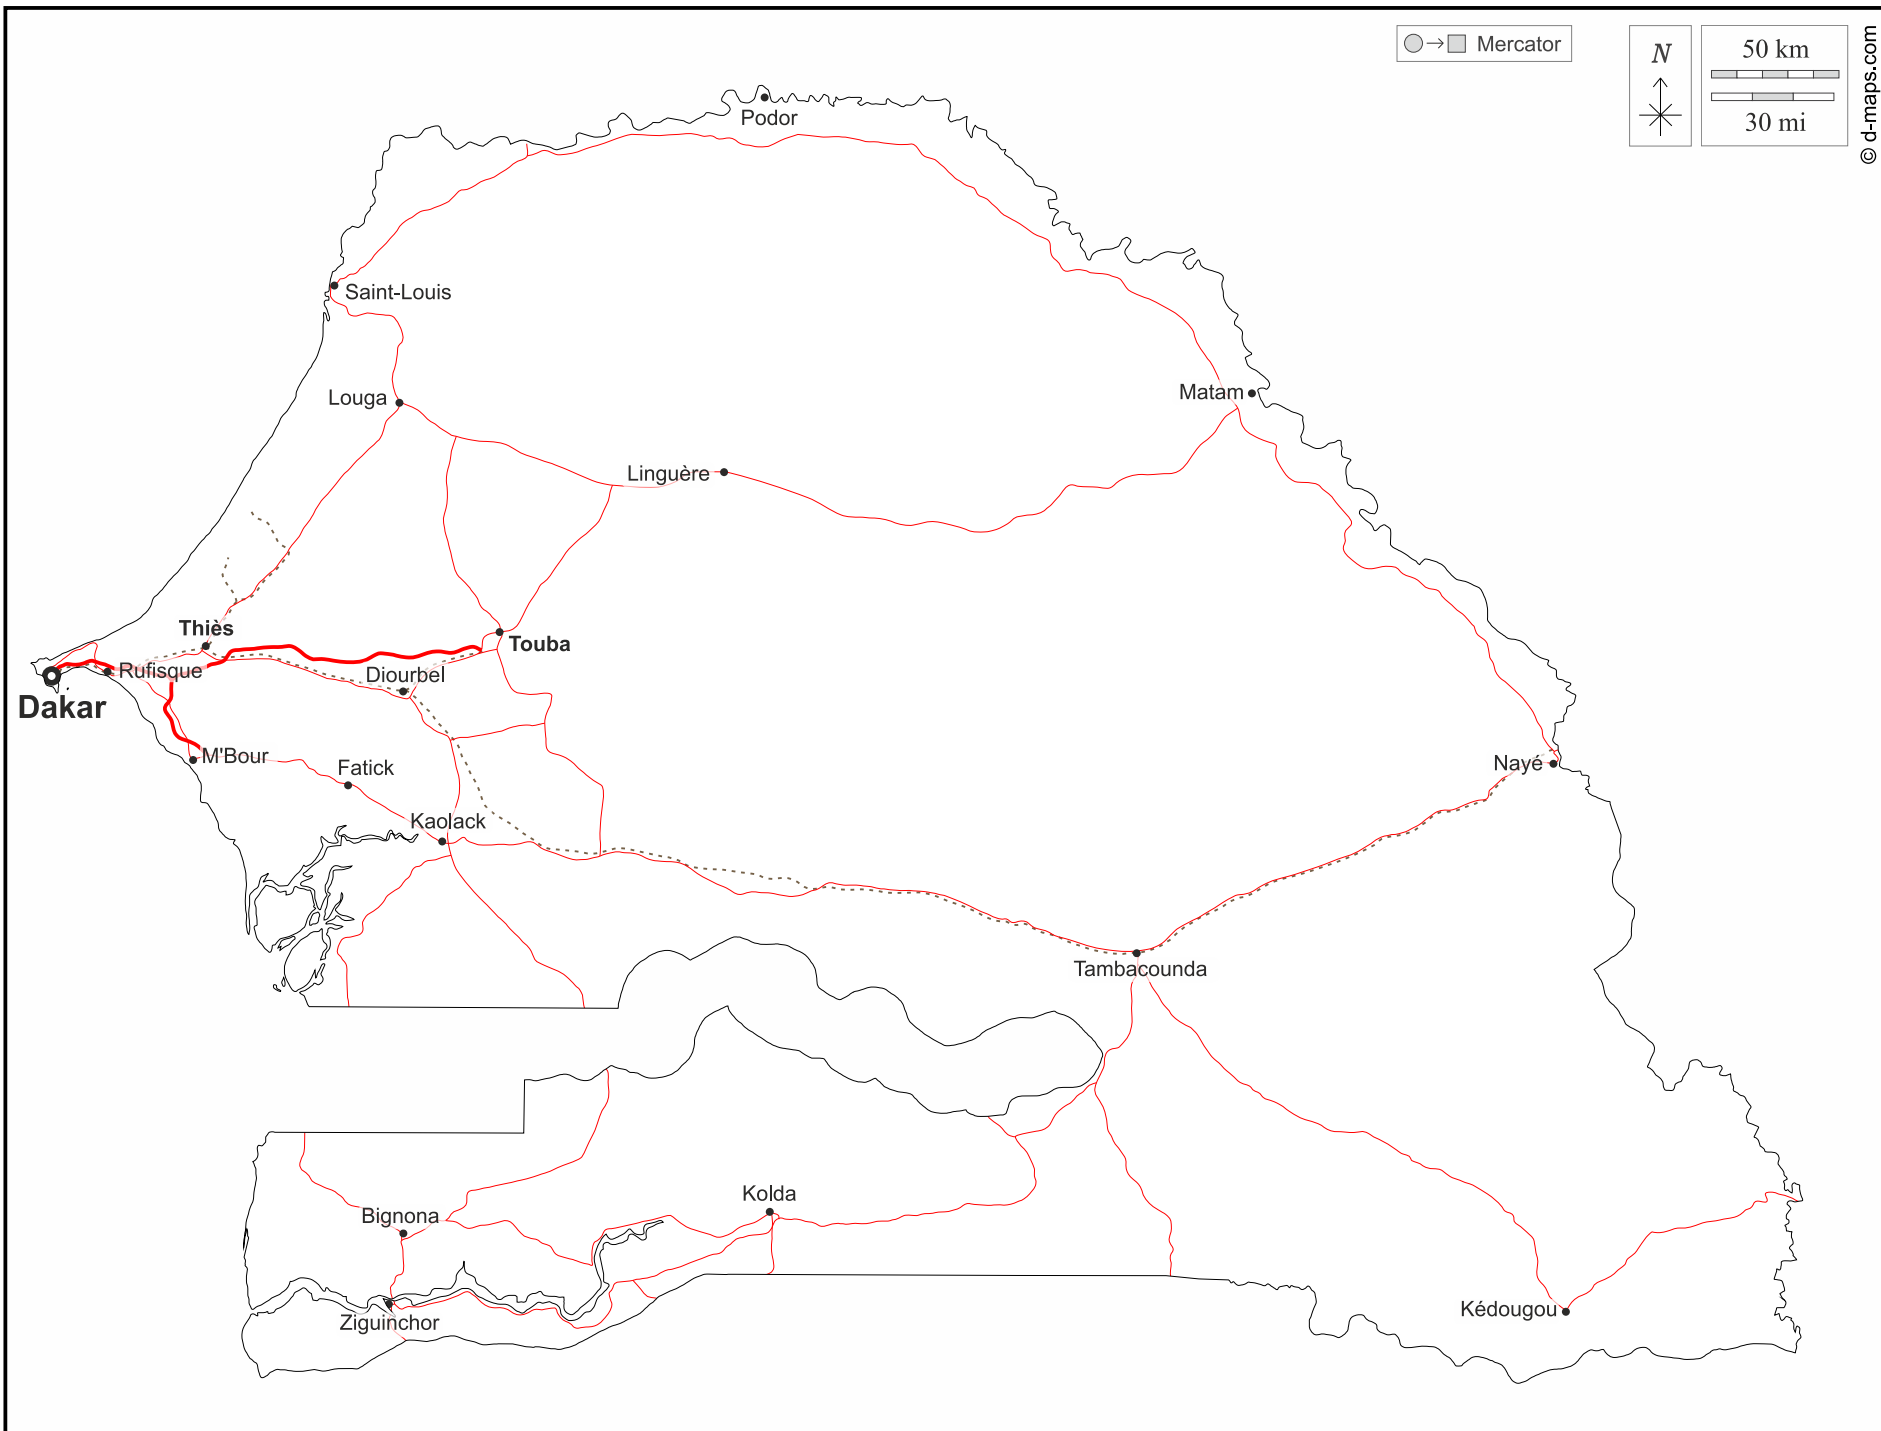 Mercator
N
50 km
30 mi
© d-maps.com
Podor
Saint-Louis
Louga
Matam
Linguère
Thiès
Touba
Rufisque
Diourbel
Dakar
M'Bour
Fatick
Nayé
Kaolack
Tambacounda
Kolda
Bignona
Kédougou
Ziguinchor